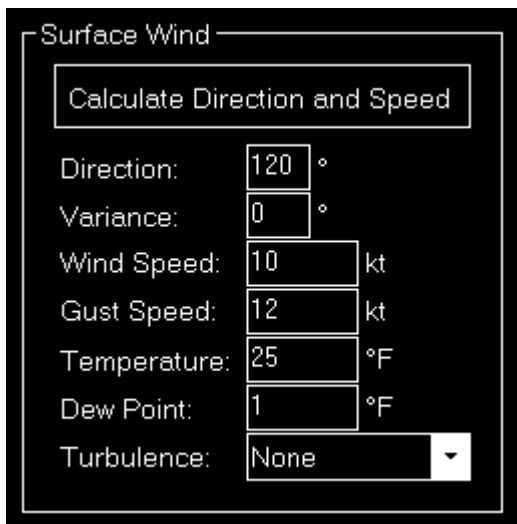 Surface Wind
Calculate Direction and Speed
Direction: 120 °
Variance: 0 °
Wind Speed: 10 kt
Gust Speed: 12 kt
Temperature: 25 °F
Dew Point: 1 °F
Turbulence: None